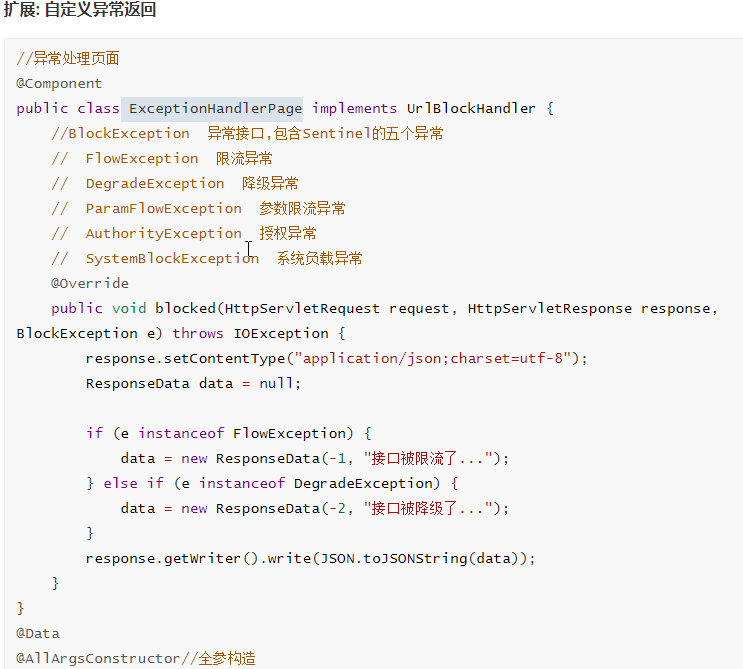 扩展: 自定义异常返回
//异常处理页面
@Component
public class ExceptionHandlerPage implements UrlBlockHandler {
    //BlockException  异常接口,包含Sentinel的五个异常
    //  FlowException  限流异常
    //  DegradeException  降级异常
    //  ParamFlowException  参数限流异常
    //  AuthorityException  授权异常
    //  SystemBlockException  系统负载异常
    @Override
    public void blocked(HttpServletRequest request, HttpServletResponse response,
BlockException e) throws IOException {
        response.setContentType("application/json;charset=utf-8");
        ResponseData data = null;
        if (e instanceof FlowException) {
            data = new ResponseData(-1, "接口被限流了...");
        } else if (e instanceof DegradeException) {
            data = new ResponseData(-2, "接口被降级了...");
        }
        response.getWriter().write(JSON.toJSONString(data));
    }
}
@Data
@AllArgsConstructor//全参构造